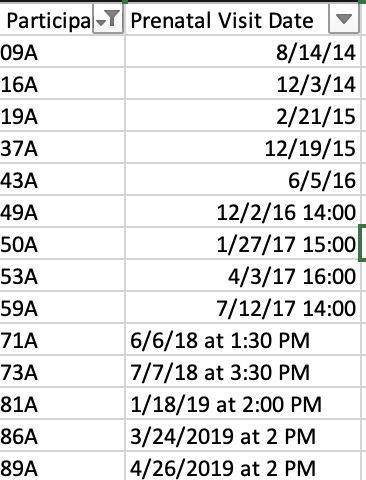 Participa Prenatal Visit Date
09A 8/14/14
16A 12/3/14
19A 2/21/15
37A 12/19/15
43A 6/5/16
49A 12/2/16 14:00
50A 1/27/17 15:00
53A 4/3/17 16:00
59A 7/12/17 14:00
71A 6/6/18 at 1:30 PM
73A 7/7/18 at 3:30 PM
81A 1/18/19 at 2:00 PM
86A 3/24/2019 at 2 PM
89A 4/26/2019 at 2 PM